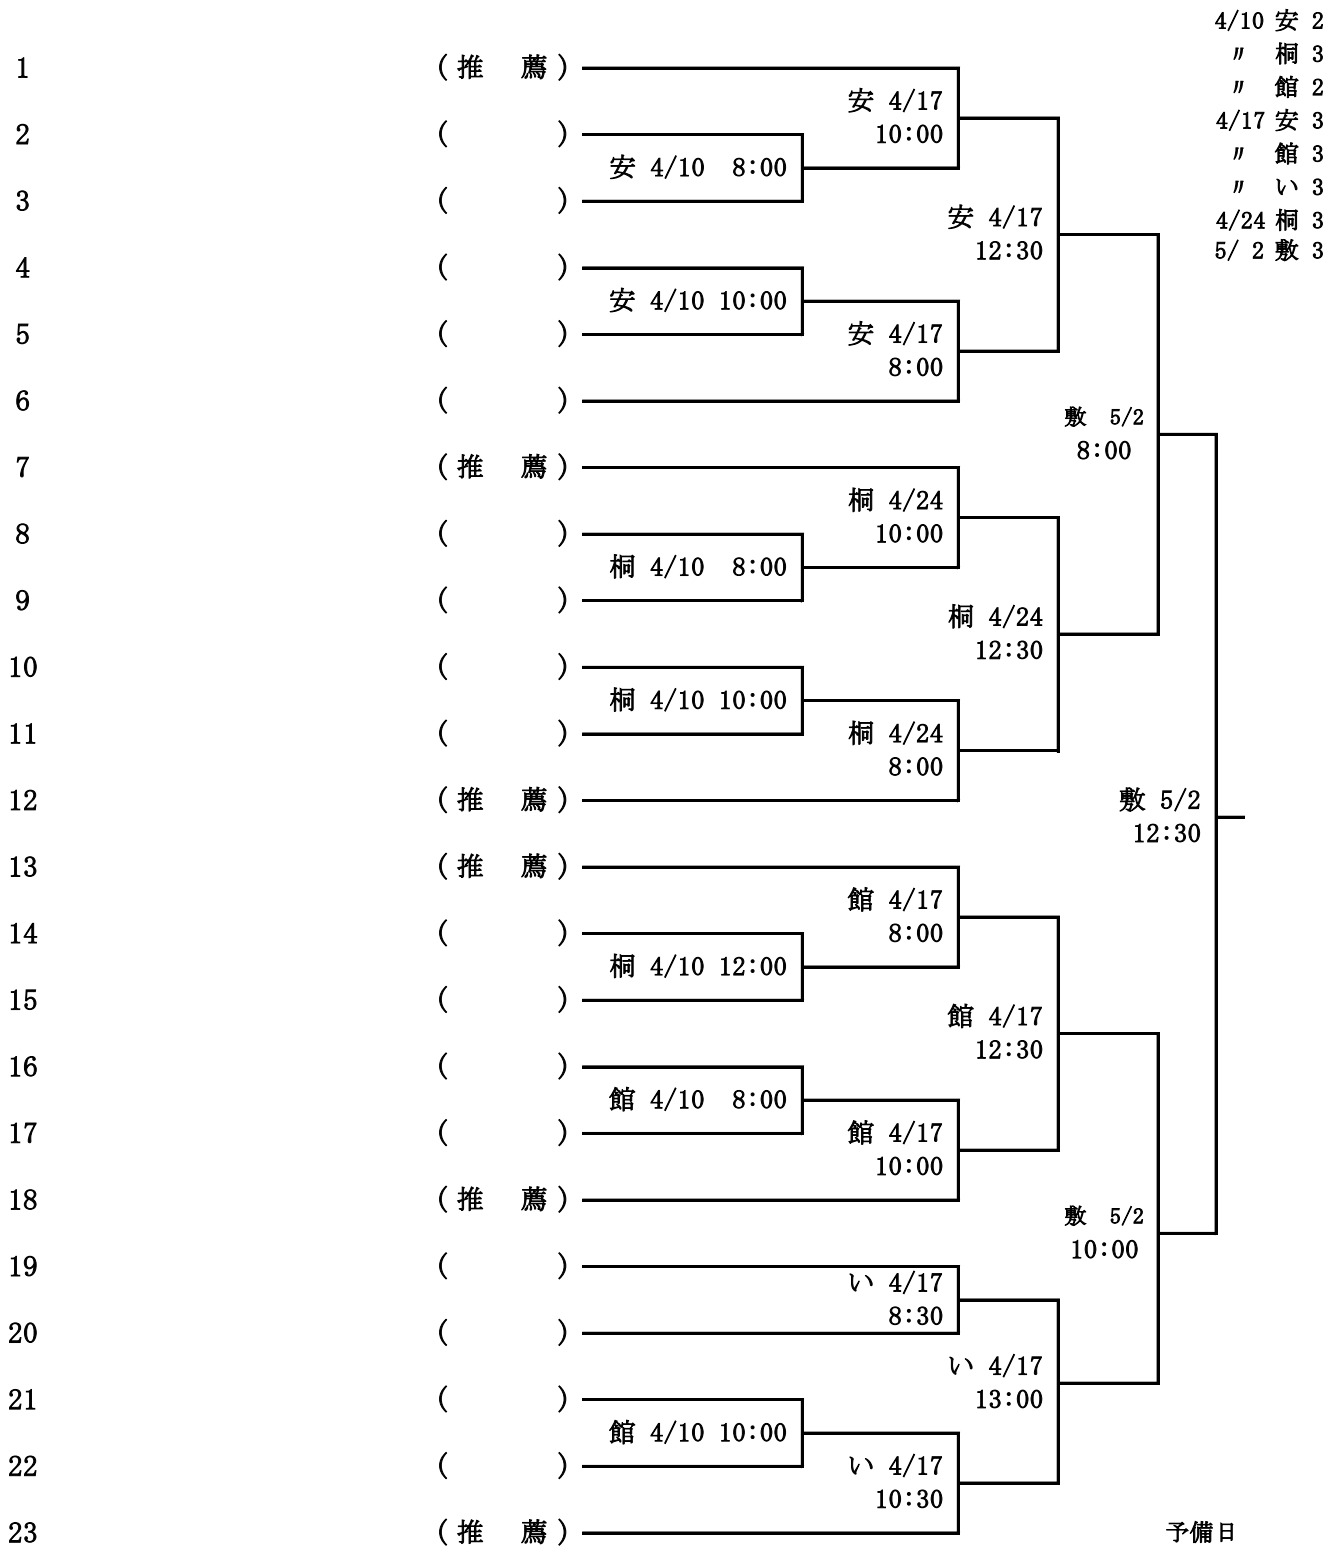 4/10 安 2
1 (推 薦) 〃 桐 3
安 4/17 〃 館 2
2 ( ) 10:00 4/17 安 3
安 4/10 8:00 〃 館 3
3 ( ) 〃 い 3
安 4/17 4/24 桐 3
12:30 5/ 2 敷 3
4 ( )
安 4/10 10:00
5 ( ) 安 4/17
8:00
6 ( )
敷 5/2
8:00
7 (推 薦)
桐 4/24
8 ( ) 10:00
桐 4/10 8:00
9 ( )
桐 4/24
12:30
10 ( )
桐 4/10 10:00
11 ( ) 桐 4/24
8:00
12 (推 薦) 敷 5/2
12:30
13 (推 薦)
館 4/17
14 ( ) 8:00
桐 4/10 12:00
15 ( )
館 4/17
12:30
16 ( )
館 4/10 8:00
17 ( ) 館 4/17
10:00
18 (推 薦)
敷 5/2
10:00
19 ( )
い 4/17
8:30
20 ( )
い 4/17
13:00
21 ( )
館 4/10 10:00
22 ( ) い 4/17
10:30
23 (推 薦) 予備日